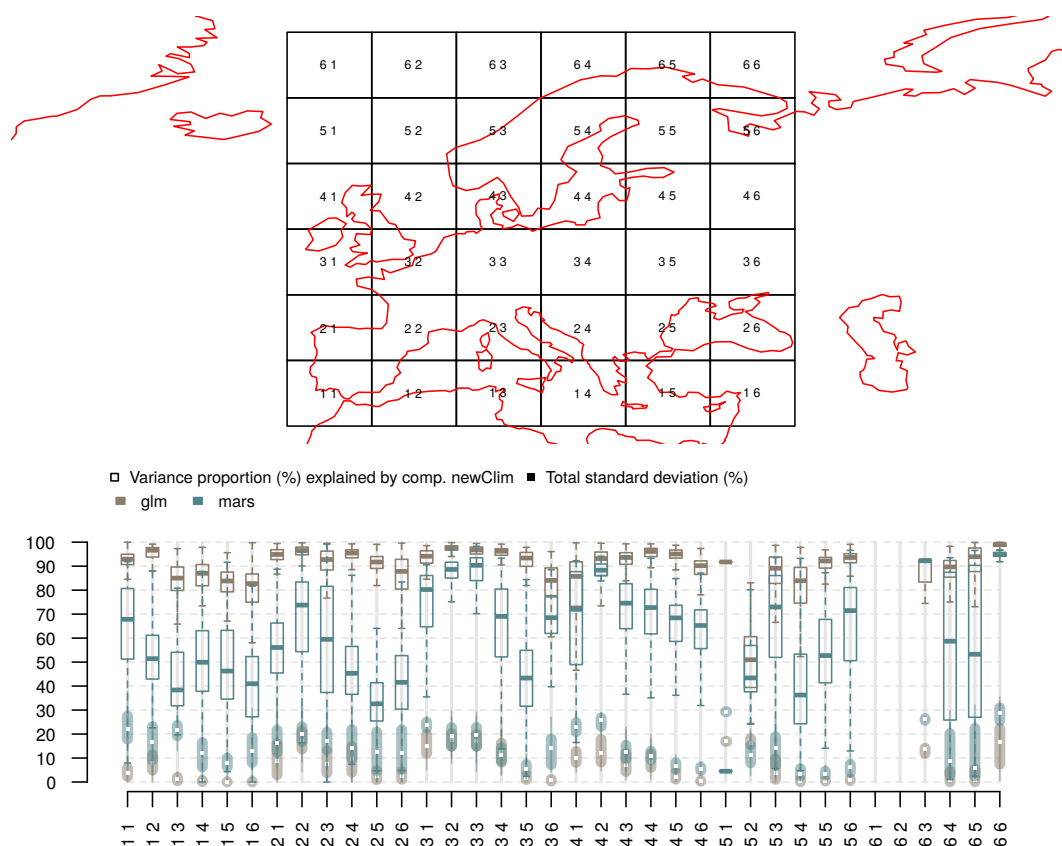 6 1 6 2 6 3 6 4 6 5 6 6
5 1 5 2 5 3 5 4 5 5 5 6
4 1 4 2 4 3 4 4 4 5 4 6
3 1 3 2 3 3 3 4 3 5 3 6
2 1 2 2 2 3 2 4 2 5 2 6
1 1 1 2 1 3 1 4 1 5 1 6
Variance proportion (%) explained by comp. newClim Total standard deviation (%)
glm mars
100
90
80
70
60
50
40
30
20
10
0
1 1 1 2 1 3 1 4 1 5 1 6 2 1 2 2 2 3 2 4 2 5 2 6 3 1 3 2 3 3 3 4 3 5 3 6 4 1 4 2 4 3 4 4 4 5 4 6 5 1 5 2 5 3 5 4 5 5 5 6 6 1 6 2 6 3 6 4 6 5 6 6